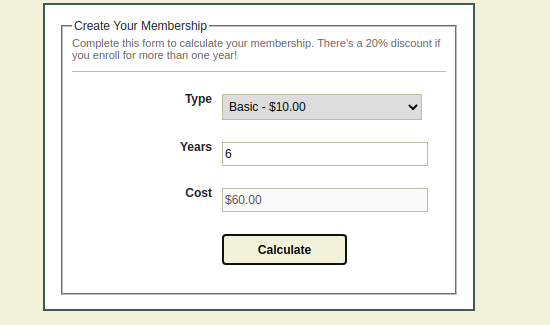 Create Your Membership
Complete this form to calculate your membership. There's a 20% discount if
you enroll for more than one year!
Type
Basic - $10.00
Years
6
Cost
$60.00
Calculate